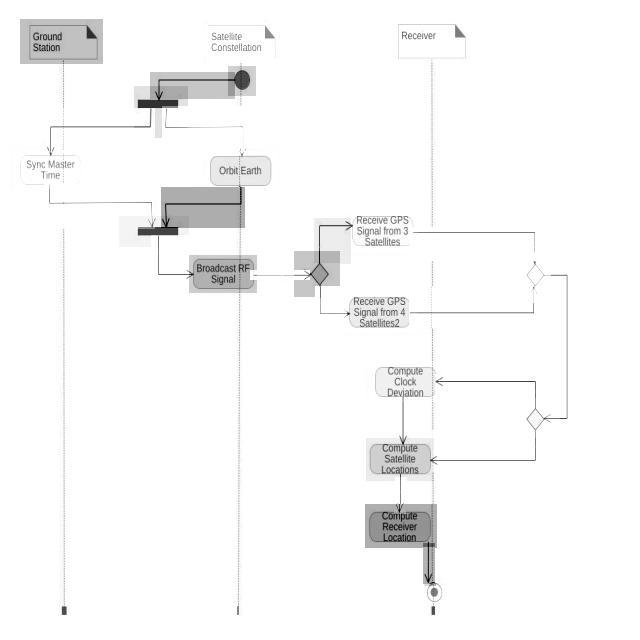 Ground
Station
Satellite
Constellation
Receiver
Sync Master
Time
Orbit Earth
Broadcast RF
Signal
Receive GPS
Signal from 3
Satellites
Receive GPS
Signal from 4
Satellites2
Compute
Clock
Deviation
Compute
Satellite
Locations
Compute
Receiver
Location